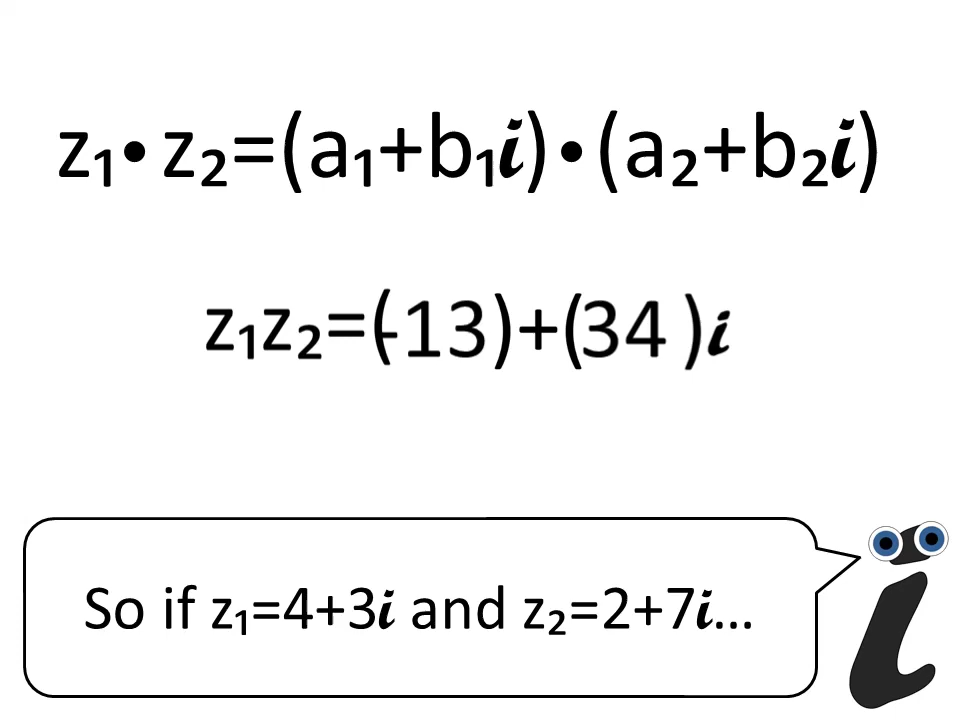 z₁• z₂=(a₁+b₁i)•(a₂+b₂i)
z₁z₂=(-13)+(34 )i
So if z₁=4+3i and z₂=2+7i...